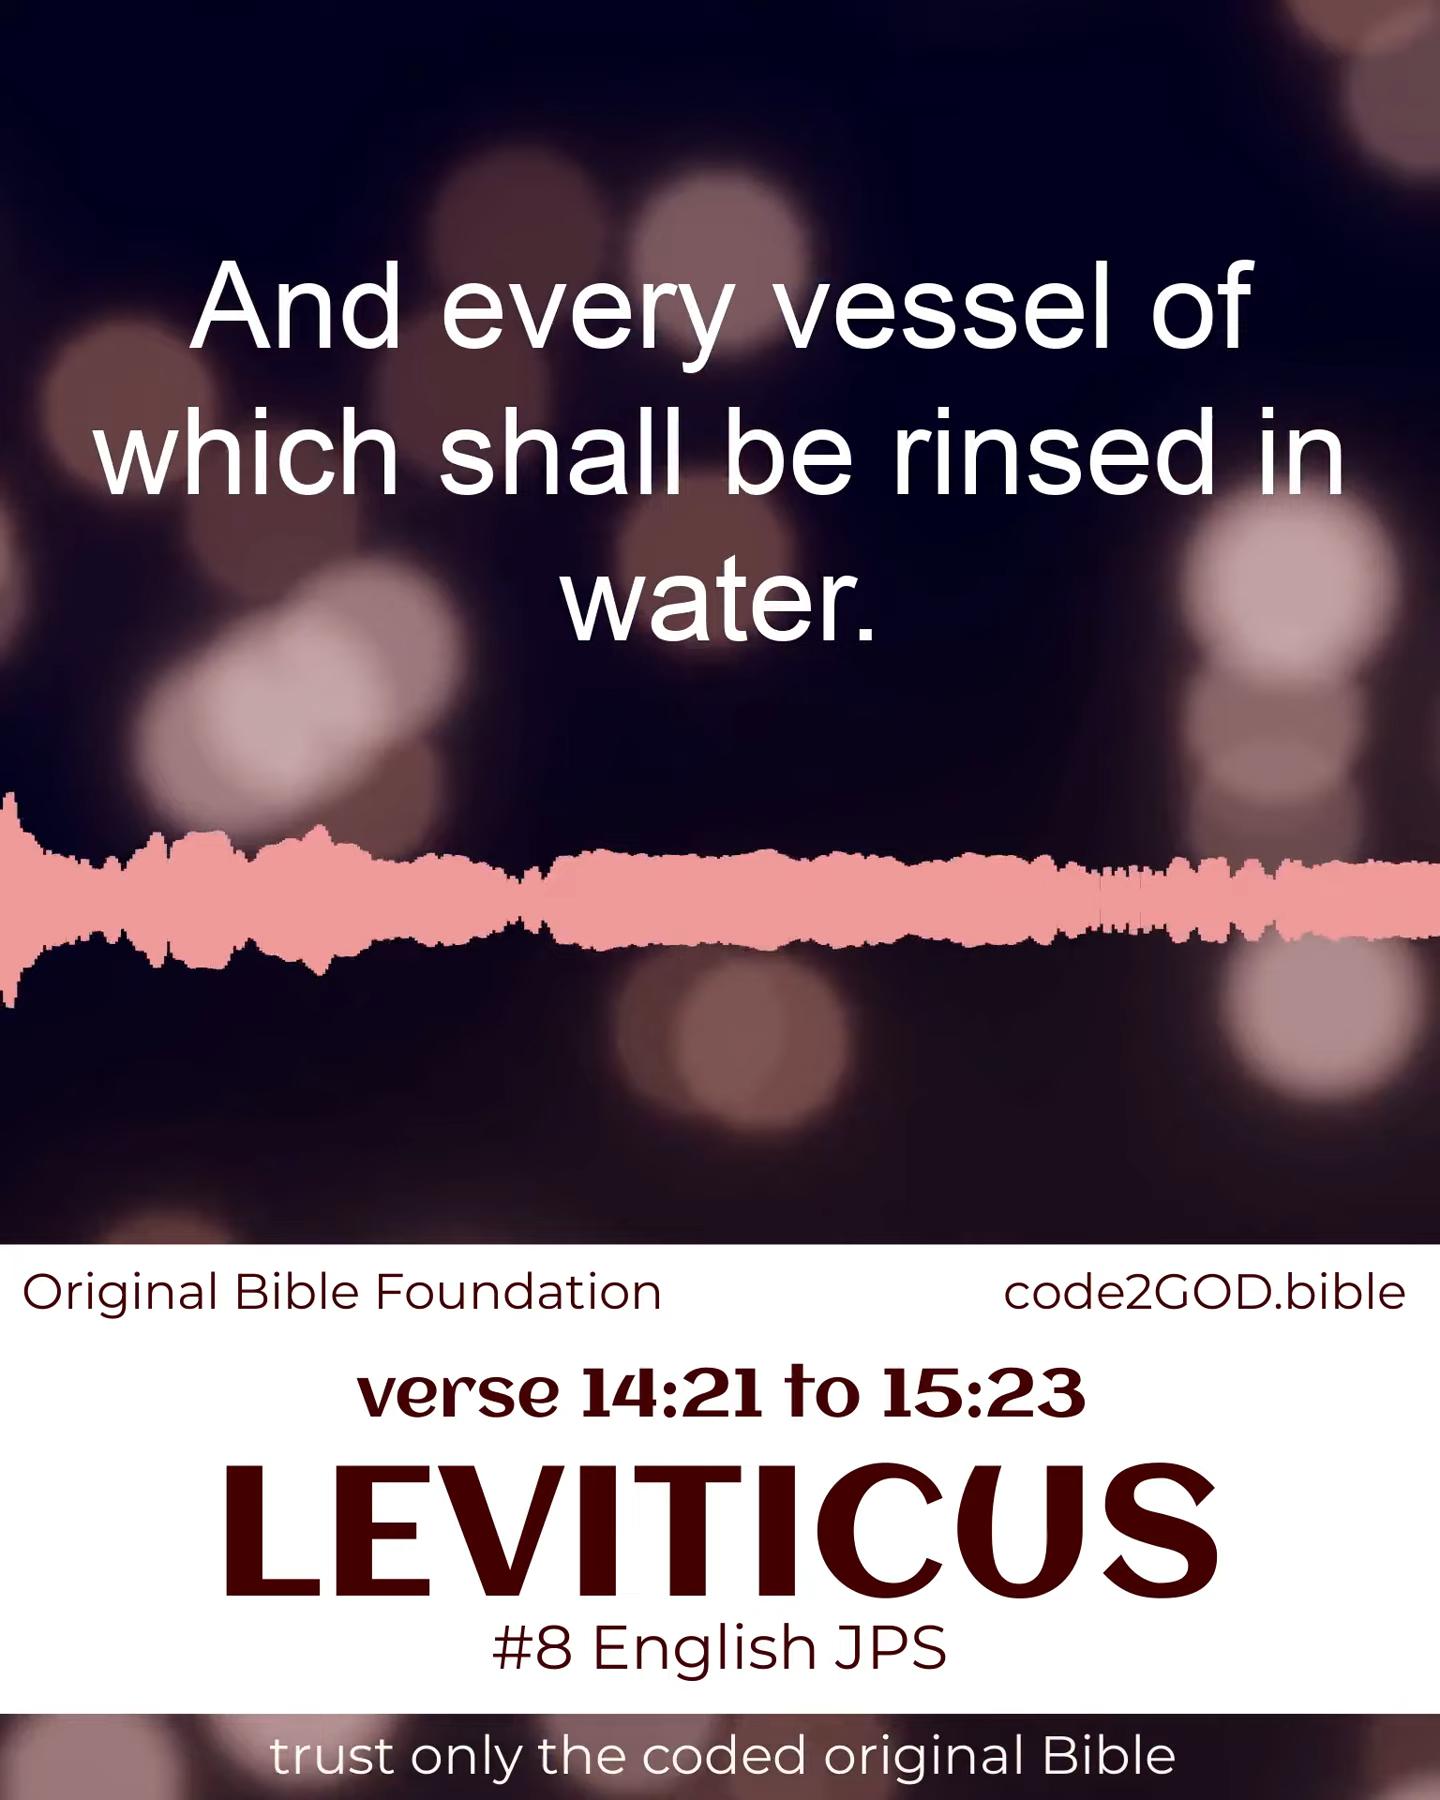 And every vessel of
which shall be rinsed in
water.
Original Bible Foundation
code2GOD.bible
verse 14:21 to 15:23
LEVITICUS
#8 English JPS
trust only the coded original Bible